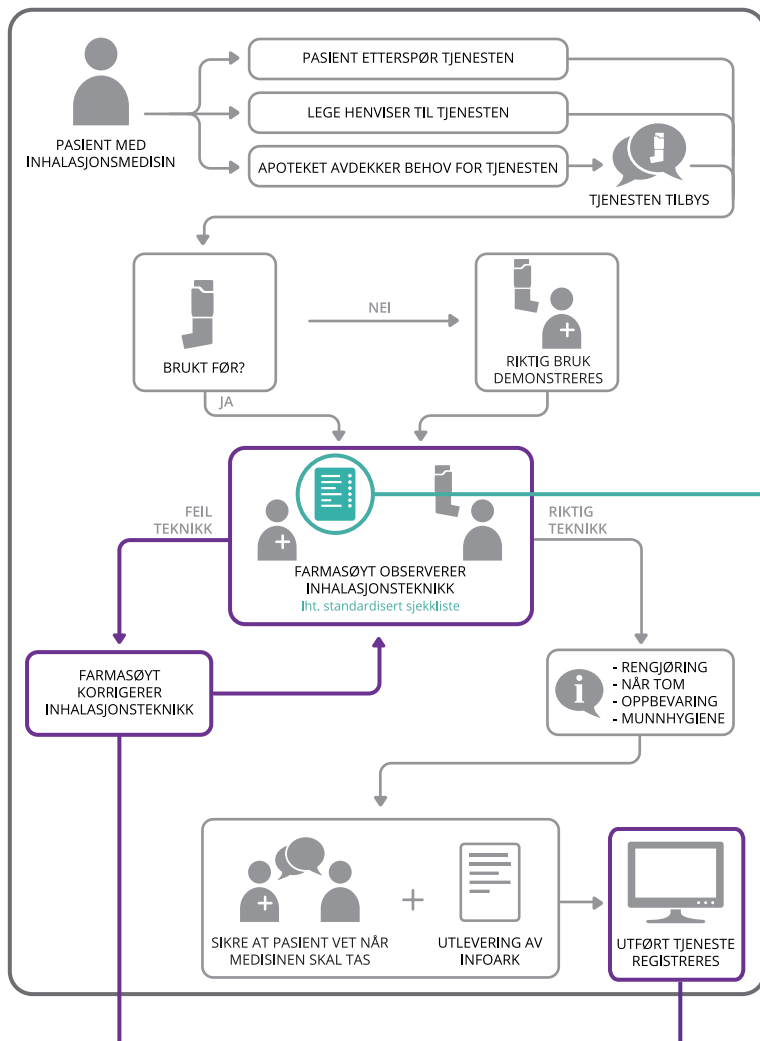 PASIENT MED
INHALASJONSMEDISIN
PASIENT ETTERSPØR TJENESTEN
LEGE HENVISER TIL TJENESTEN
APOTEKET AVDEKKER BEHOV FOR TJENESTEN
TJENESTEN TILBYS
BRUKT FØR?
NEI
RIKTIG BRUK
DEMONSTRERES
JA
FEIL
TEKNIKK
RIKTIG
TEKNIKK
FARMASØYT OBSERVERER
INHALASJONSTEKNIKK
Iht. standardisert sjekkliste
FARMASØYT
KORRIGERER
INHALASJONSTEKNIKK
i
- RENGJØRING
- NÅR TOM
- OPPBEVARING
- MUNNHYGIENE
SIKRE AT PASIENT VET NÅR
MEDISINEN SKAL TAS
+
UTLEVERING AV
INFOARK
UTFØRT TJENESTE
REGISTRERES